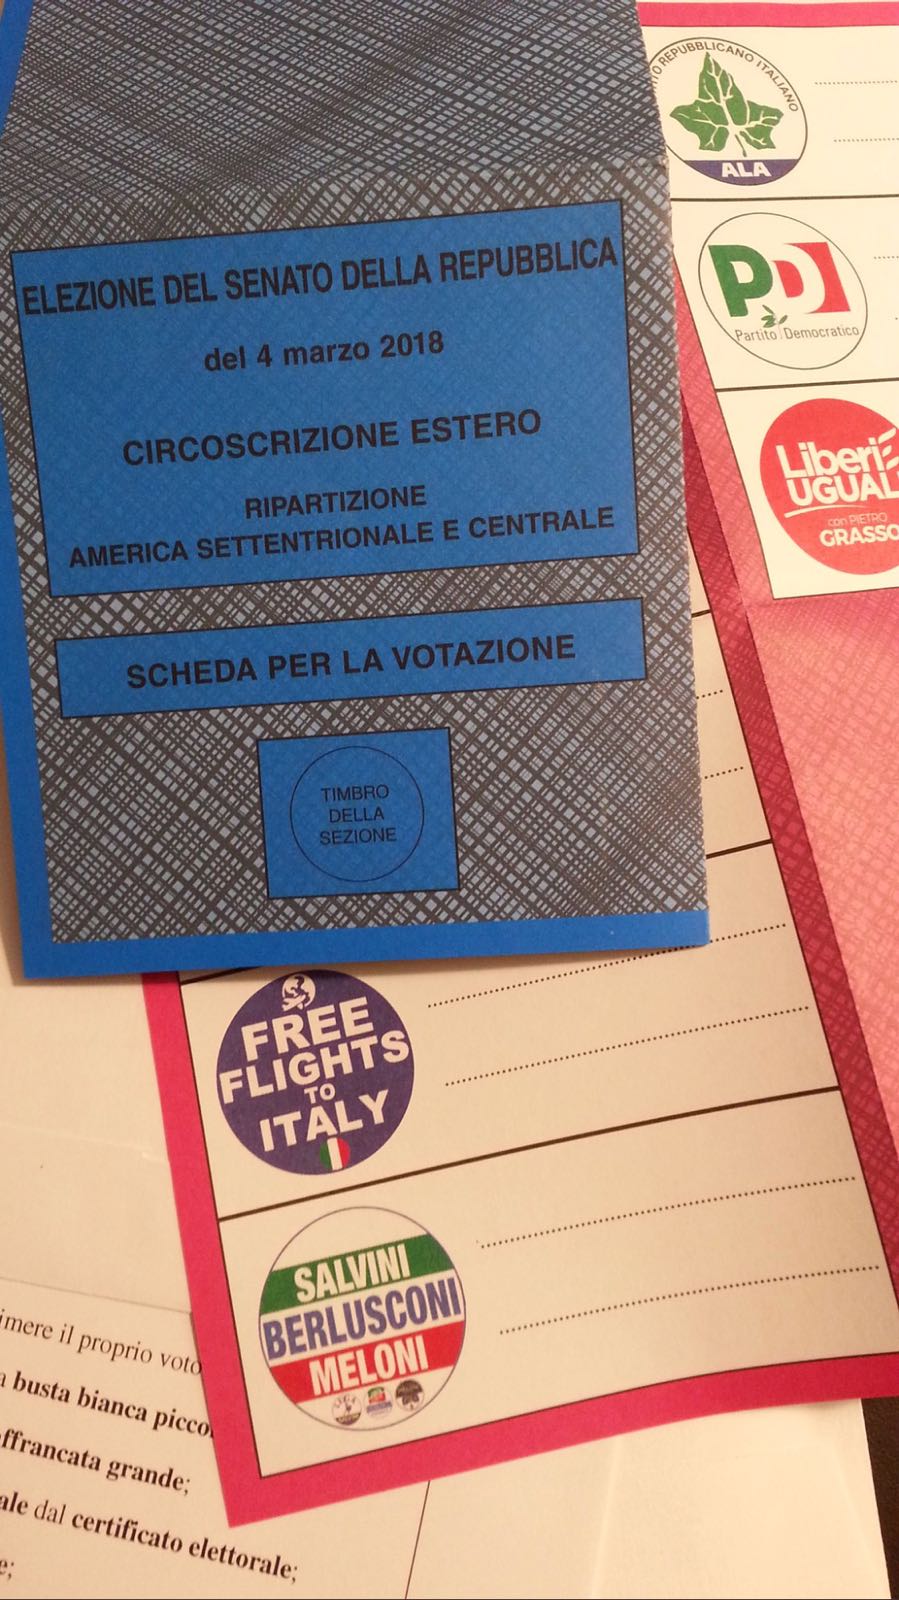 ELEZIONE DEL SENATO DELLA REPUBBLICA
del 4 marzo 2018
CIRCOSCRIZIONE ESTERO
RIPARTIZIONE
AMERICA SETTENTRIONALE E CENTRALE
SCHEDA PER LA VOTAZIONE
TIMBRO
DELLA
SEZIONE
REPUBBLICANO ITALIANO
ALA
PD
Partito Democratico
LiberiE
UGUAL
con PIETRO
GRASSO
FREE
FLIGHTS
TO
ITALY
SALVINI
BERLUSCONI
MELONI
imere il proprio voto
a busta bianca picco
affrancata grande;
ale dal certificato elettorale;
e;